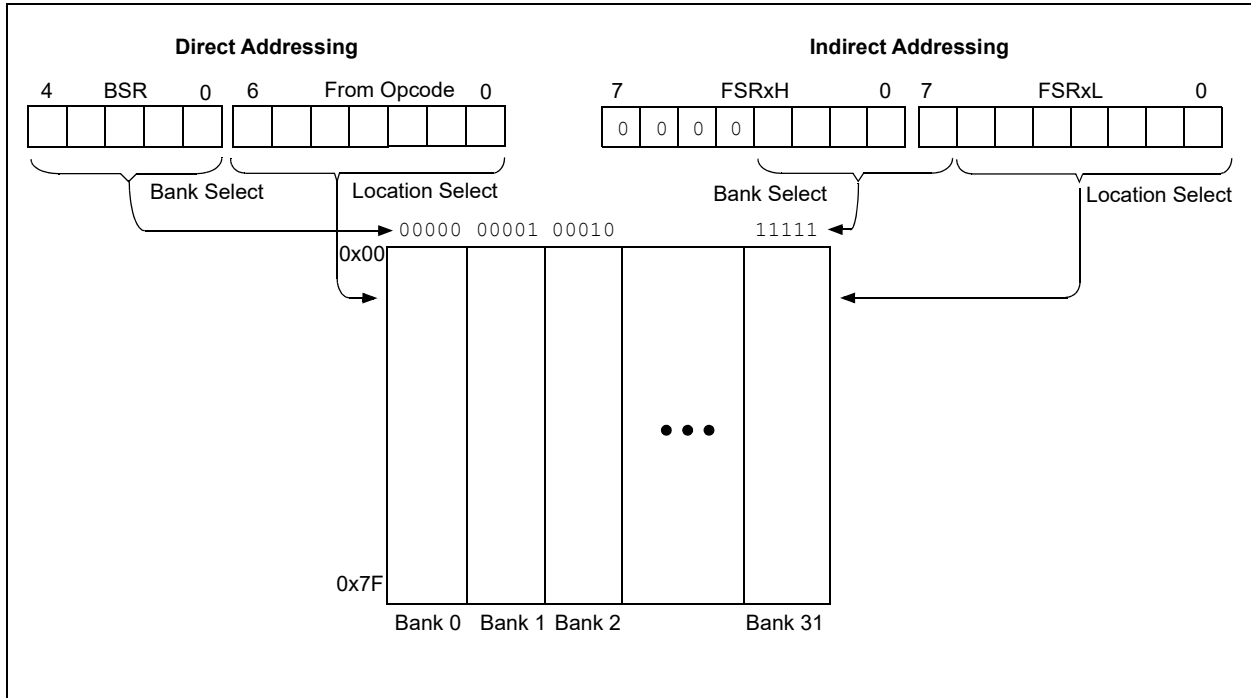 Direct Addressing
Indirect Addressing
4 BSR 0 6 From Opcode 0
7 FSRxH 0 7 FSRxL 0
0 0 0 0
Bank Select Location Select
Bank Select Location Select
00000 00001 00010 11111
0x00
0x7F
Bank 0 Bank 1 Bank 2 Bank 31